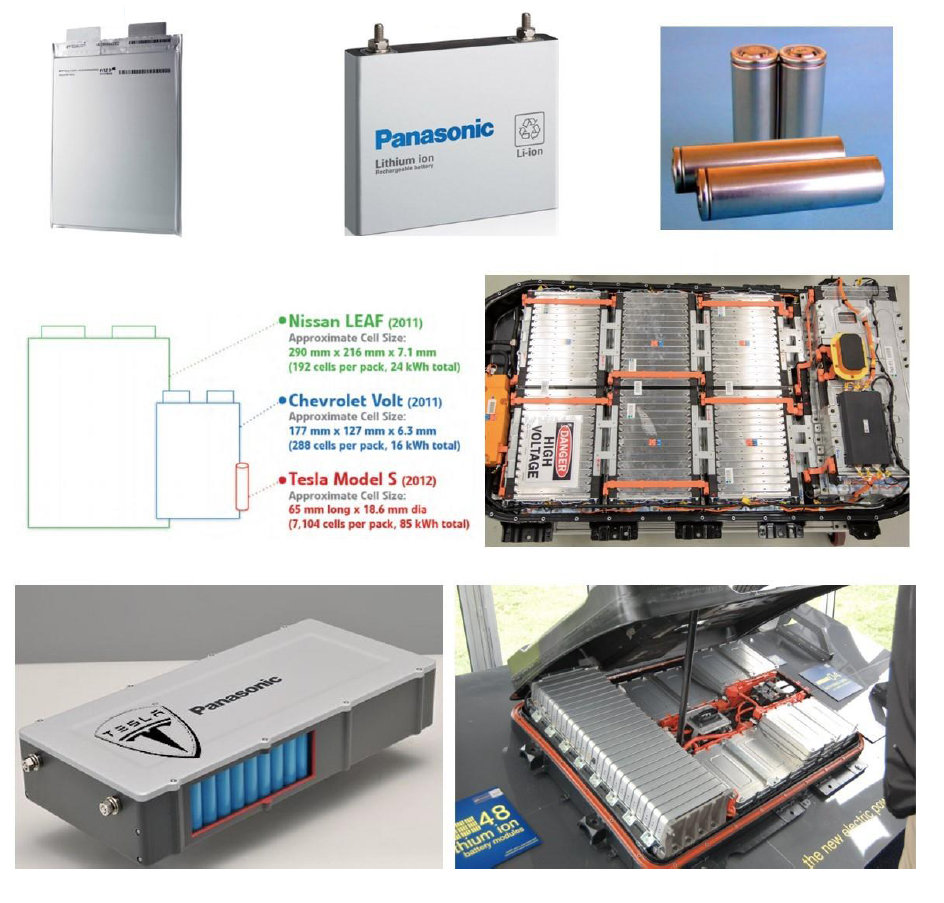 A123
Panasonic
Lithium ion
Rechargeable battery
Li-ion
Nissan LEAF (2011)
Approximate Cell Size:
290 mm x 216 mm x 7.1 mm
(192 cells per pack, 24 kWh total)
Chevrolet Volt (2011)
Approximate Cell Size:
177 mm x 127 mm x 6.3 mm
(288 cells per pack, 16 kWh total)
Tesla Model S (2012)
Approximate Cell Size:
65 mm long x 18.6 mm dia
(7,104 cells per pack, 85 kWh total)
DANGER
HIGH
VOLTAGE
TESLA
Panasonic
04
48
thium ion
battery modules
the new electric po